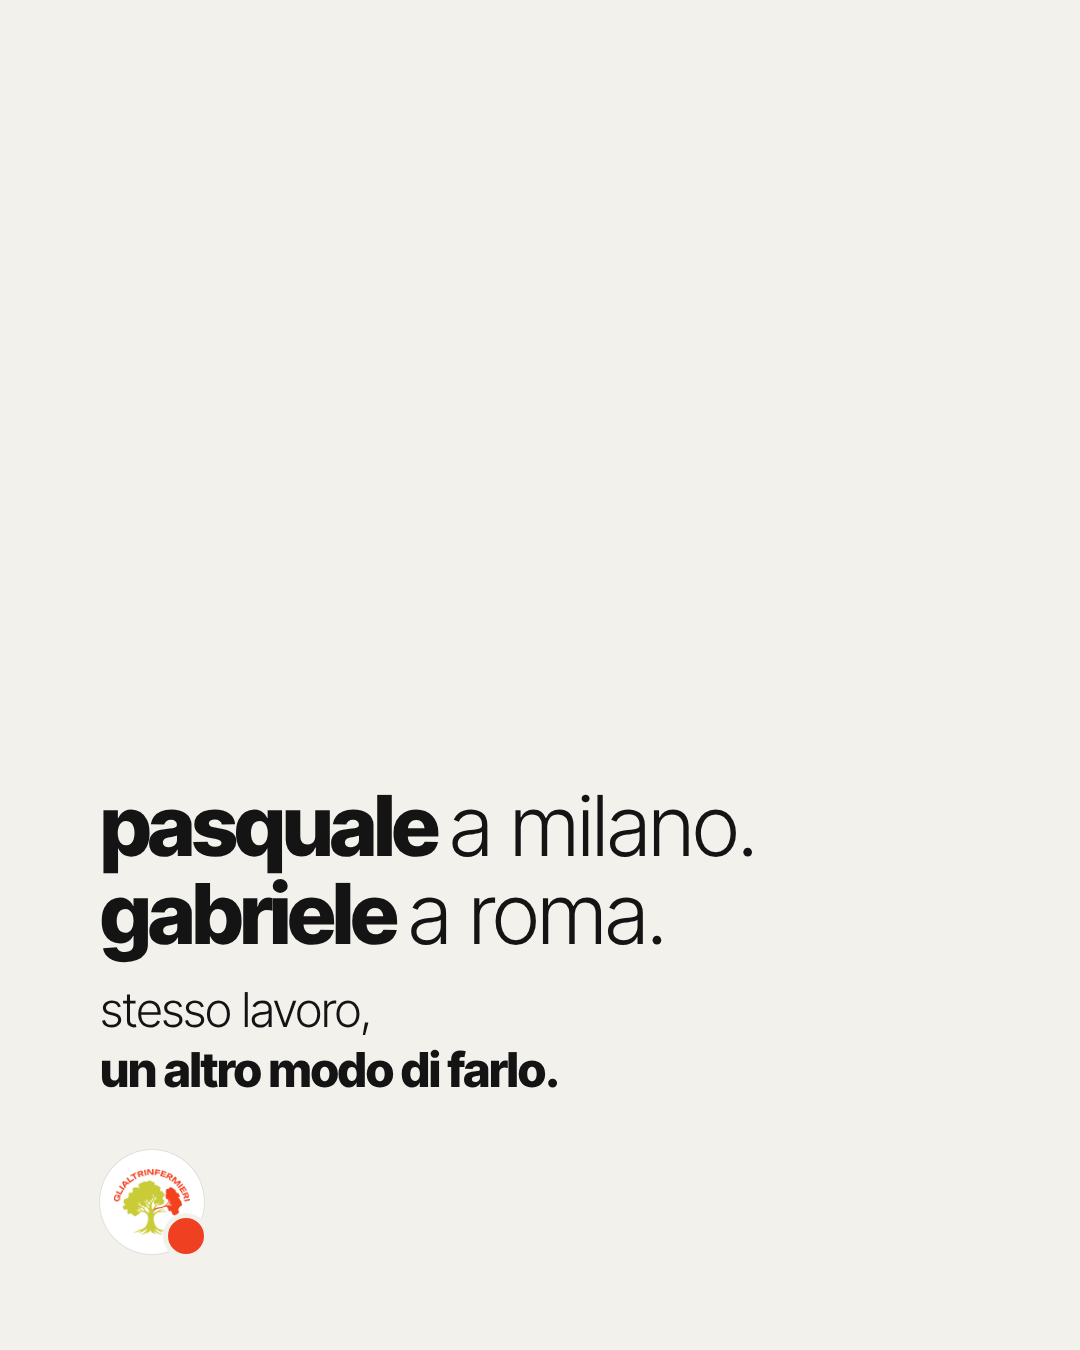 pasquale a milano.
gabriele a roma.
stesso lavoro,
un altro modo di farlo.
GLIALTRINFERMIERI